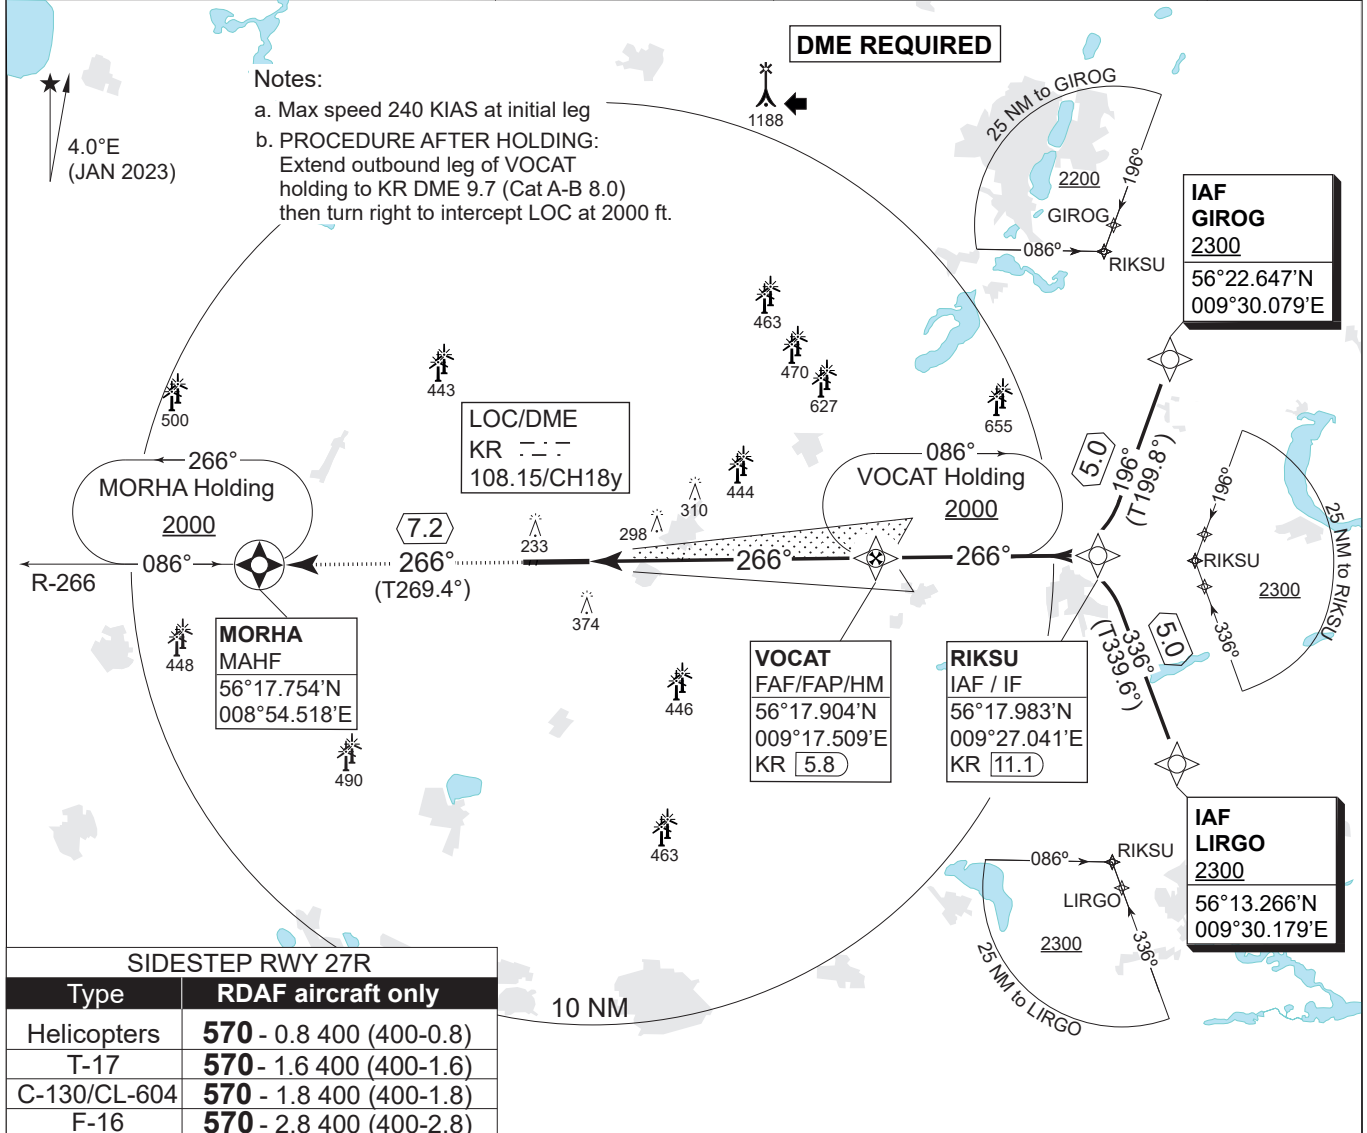 DME REQUIRED
Notes:
a. Max speed 240 KIAS at initial leg
b. PROCEDURE AFTER HOLDING:
Extend outbound leg of VOCAT
holding to KR DME 9.7 (Cat A-B 8.0)
then turn right to intercept LOC at 2000 ft.
4.0°E
(JAN 2023)
1188
25 NM to GIROG
196°
2200
GIROG
086°
RIKSU
IAF
GIROG
2300
56°22.647'N
009°30.079'E
463
470
627
443
500
655
444
310
298
233
374
LOC/DME
KR
108.15/CH18y
266°
MORHA Holding
2000
086°
R-266
7.2
266°
(T269.4°)
266°
086°
VOCAT Holding
2000
266°
5.0
196°
(T199.8°)
196°
RIKSU
2300
336°
25 NM to RIKSU
5.0
336°
(T339.6°)
MORHA
MAHF
56°17.754'N
008°54.518'E
448
490
446
463
VOCAT
FAF/FAP/HM
56°17.904'N
009°17.509'E
KR 5.8
RIKSU
IAF / IF
56°17.983'N
009°27.041'E
KR 11.1
IAF
LIRGO
2300
56°13.266'N
009°30.179'E
086°
RIKSU
LIRGO
2300
336°
25 NM to LIRGO
10 NM
SIDESTEP RWY 27R
Type RDAF aircraft only
Helicopters 570 - 0.8 400 (400-0.8)
T-17 570 - 1.6 400 (400-1.6)
C-130/CL-604 570 - 1.8 400 (400-1.8)
F-16 570 - 2.8 400 (400-2.8)